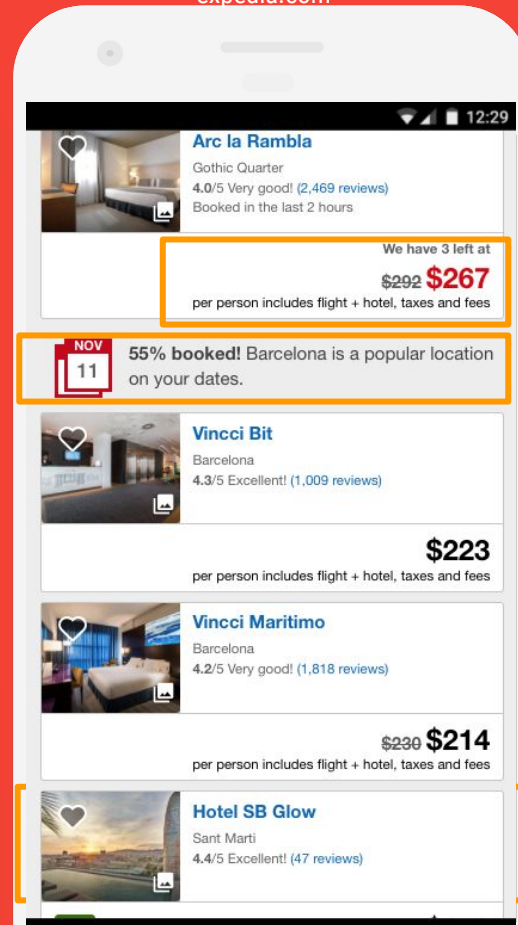 expedia.com
12:29
Arc la Rambla
Gothic Quarter
4.0/5 Very good! (2,469 reviews)
Booked in the last 2 hours
We have 3 left at
$292 $267
per person includes flight + hotel, taxes and fees
NOV
11
55% booked! Barcelona is a popular location
on your dates.
Vincci Bit
Barcelona
4.3/5 Excellent! (1,009 reviews)
$223
per person includes flight + hotel, taxes and fees
Vincci Maritimo
Barcelona
4.2/5 Very good! (1,818 reviews)
$230 $214
per person includes flight + hotel, taxes and fees
Hotel SB Glow
Sant Marti
4.4/5 Excellent! (47 reviews)